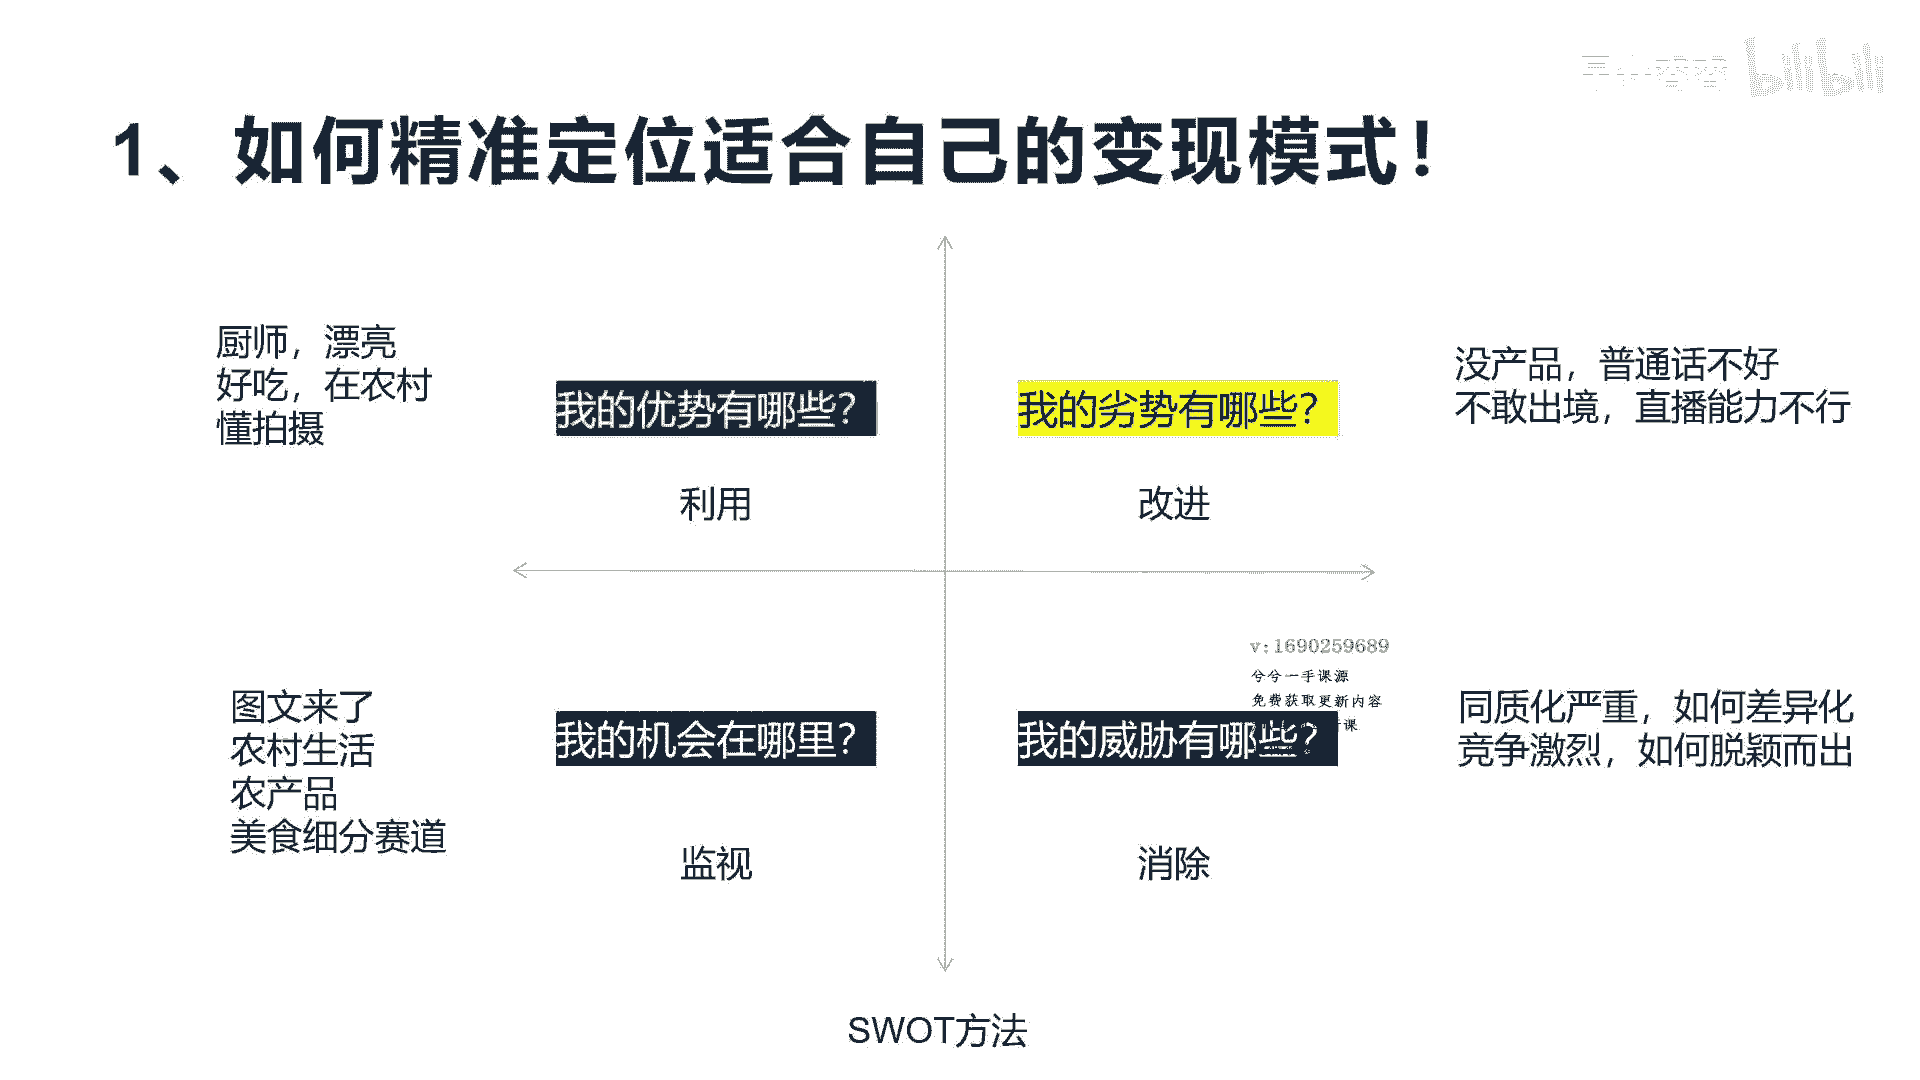 bilibili
1、如何精准定位适合自己的变现模式！
厨师，漂亮
好吃，在农村
懂拍摄
我的优势有哪些？
利用
我的劣势有哪些？
改进
没产品，普通话不好
不敢出境，直播能力不行
图文来了
农村生活
农产品
美食细分赛道
我的机会在哪里？
监视
v:1690259689
兮兮一手课源
免费获取更新内容
我的威胁有哪些？
消除
同质化严重，如何差异化
竞争激烈，如何脱颖而出
SWOT方法